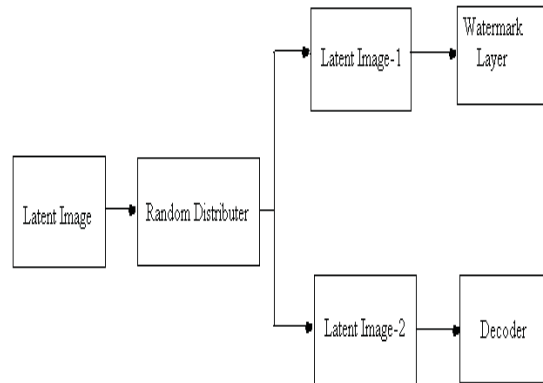 Latent Image
Random Distributer
Latent Image-1
Watermark
Layer
Latent Image-2
Decoder